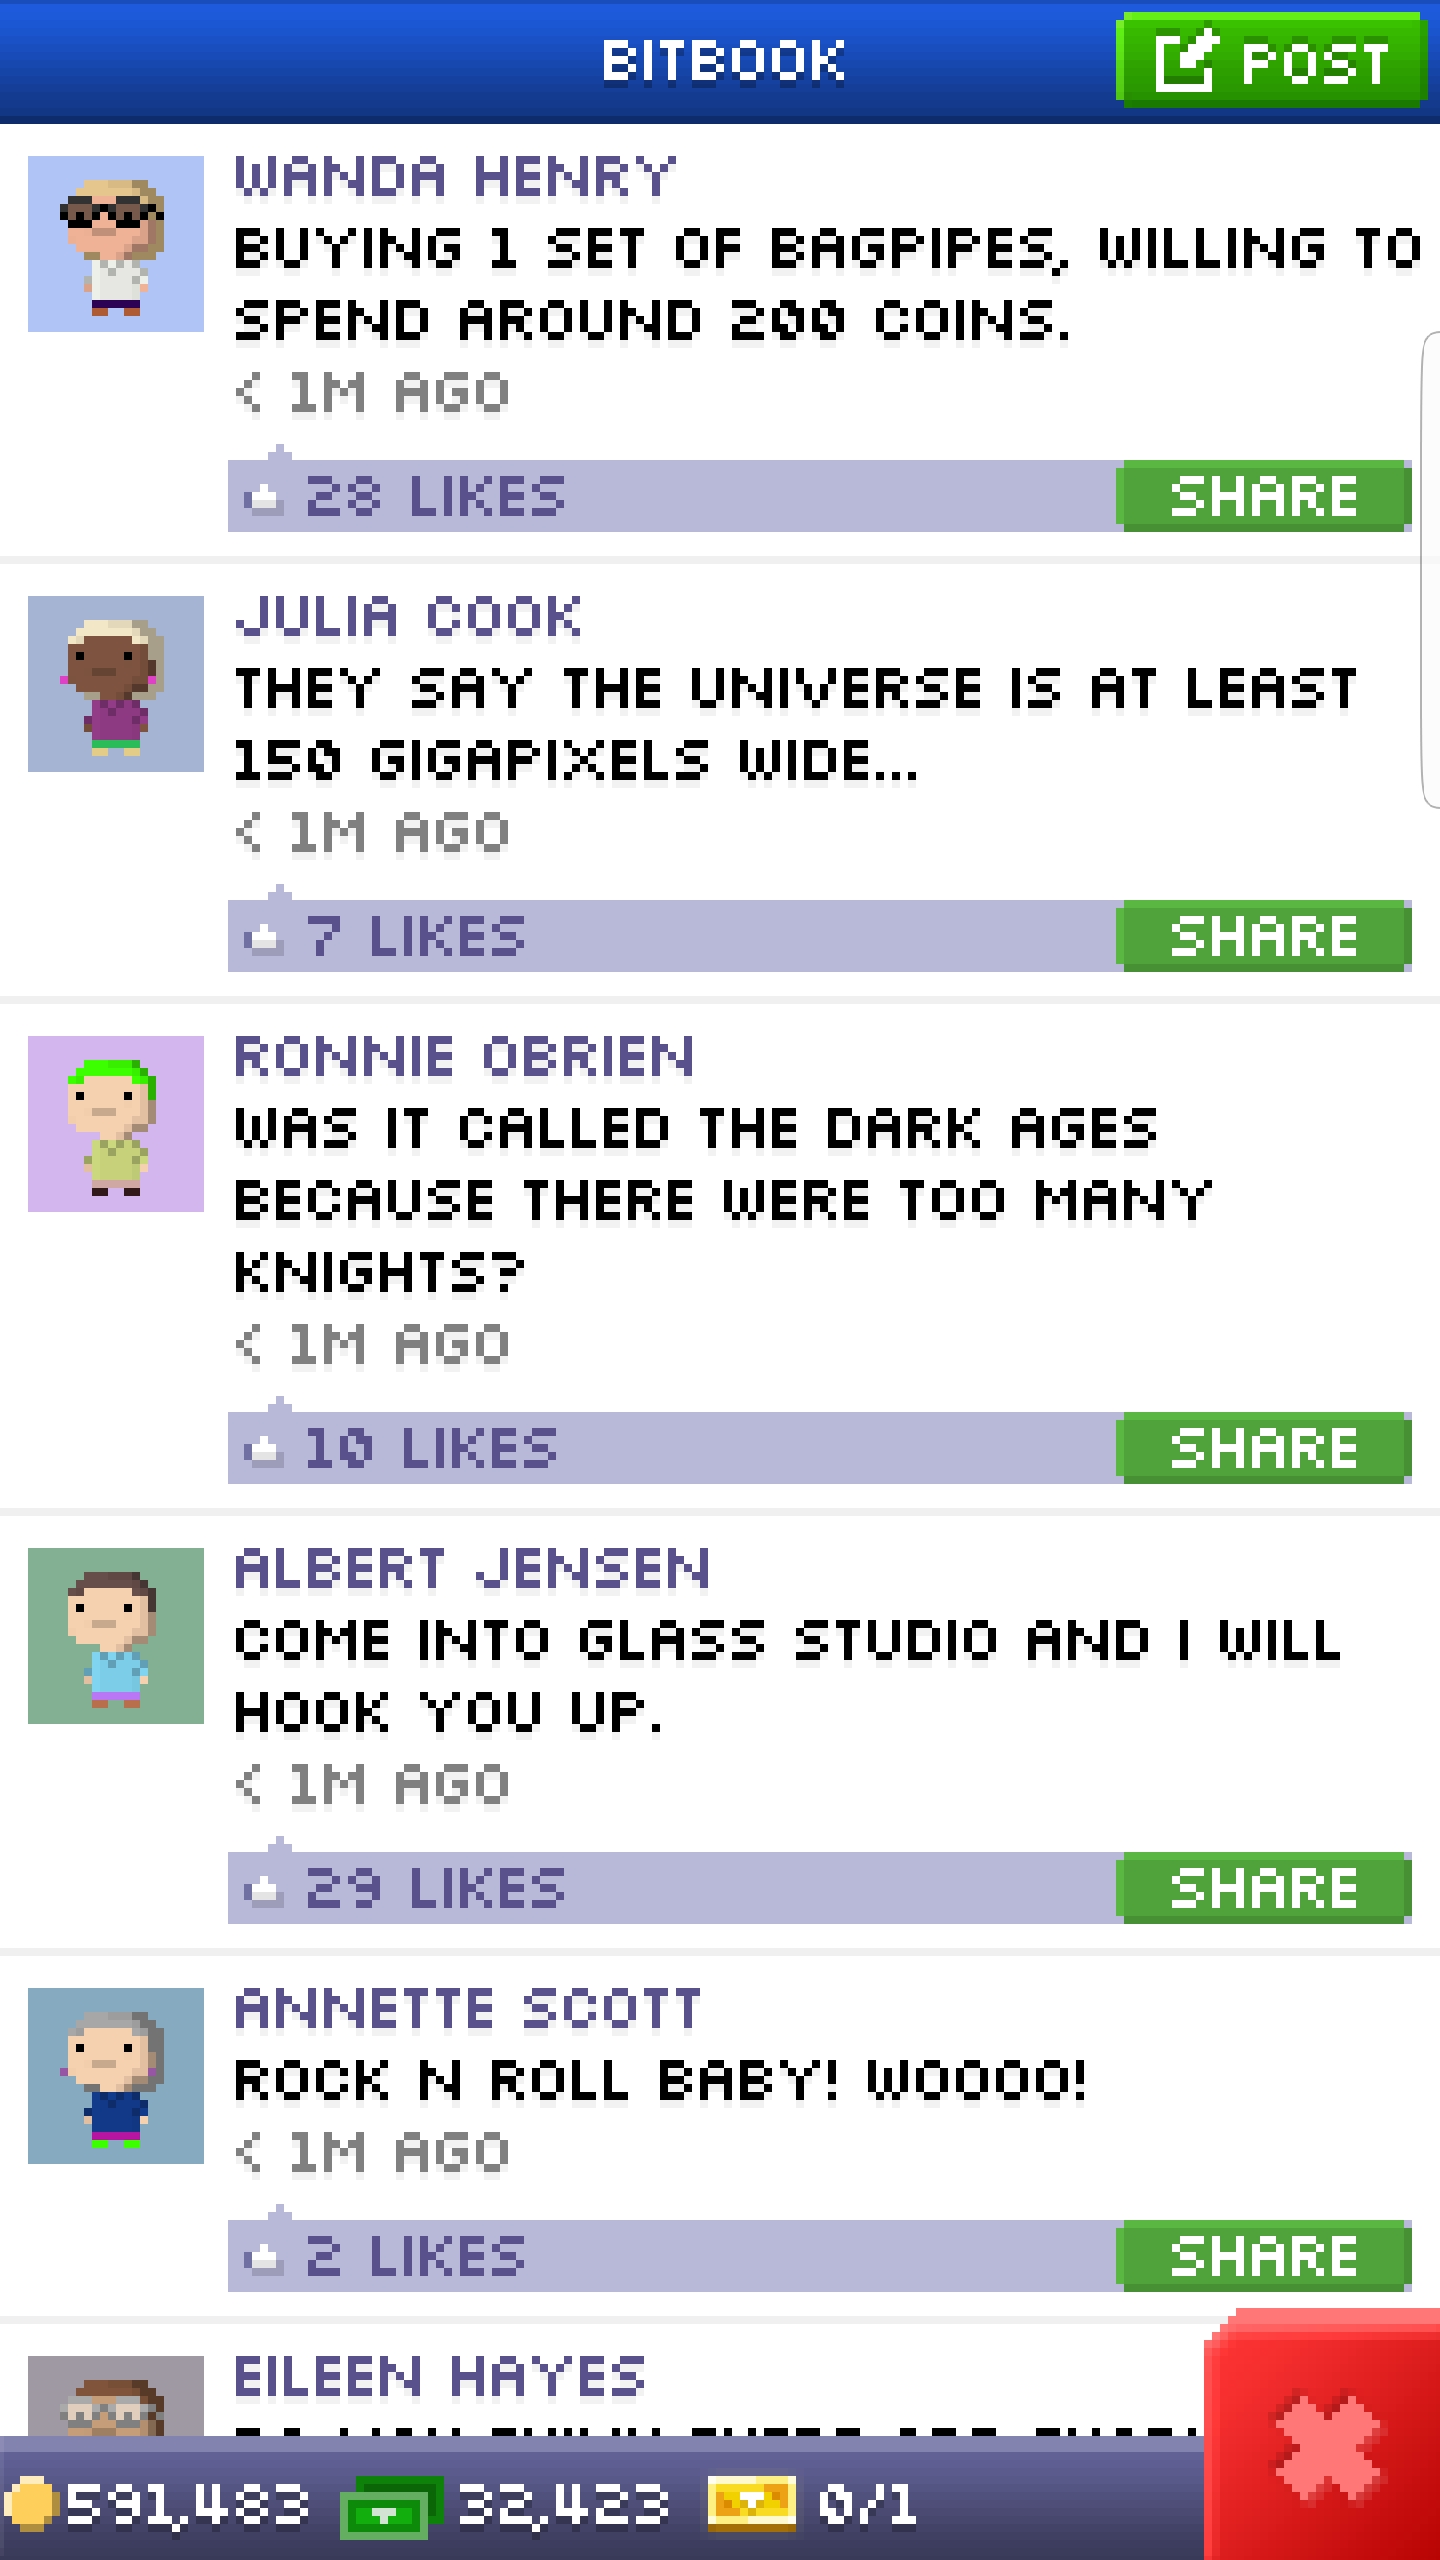 BITBOOK
POST
WANDA HENRY
BUYING 1 SET OF BAGPIPES, WILLING TO
SPEND AROUND 200 COINS.
< 1M AGO
28 LIKES
SHARE
JULIA COOK
THEY SAY THE UNIVERSE IS AT LEAST
150 GIGAPIXELS WIDE...
< 1M AGO
7 LIKES
SHARE
RONNIE OBRIEN
WAS IT CALLED THE DARK AGES
BECAUSE THERE WERE TOO MANY
KNIGHTS?
< 1M AGO
10 LIKES
SHARE
ALBERT JENSEN
COME INTO GLASS STUDIO AND I WILL
HOOK YOU UP.
< 1M AGO
29 LIKES
SHARE
ANNETTE SCOTT
ROCK N ROLL BABY! WOOOO!
< 1M AGO
2 LIKES
SHARE
EILEEN HAYES
591,483
32,423
0/1